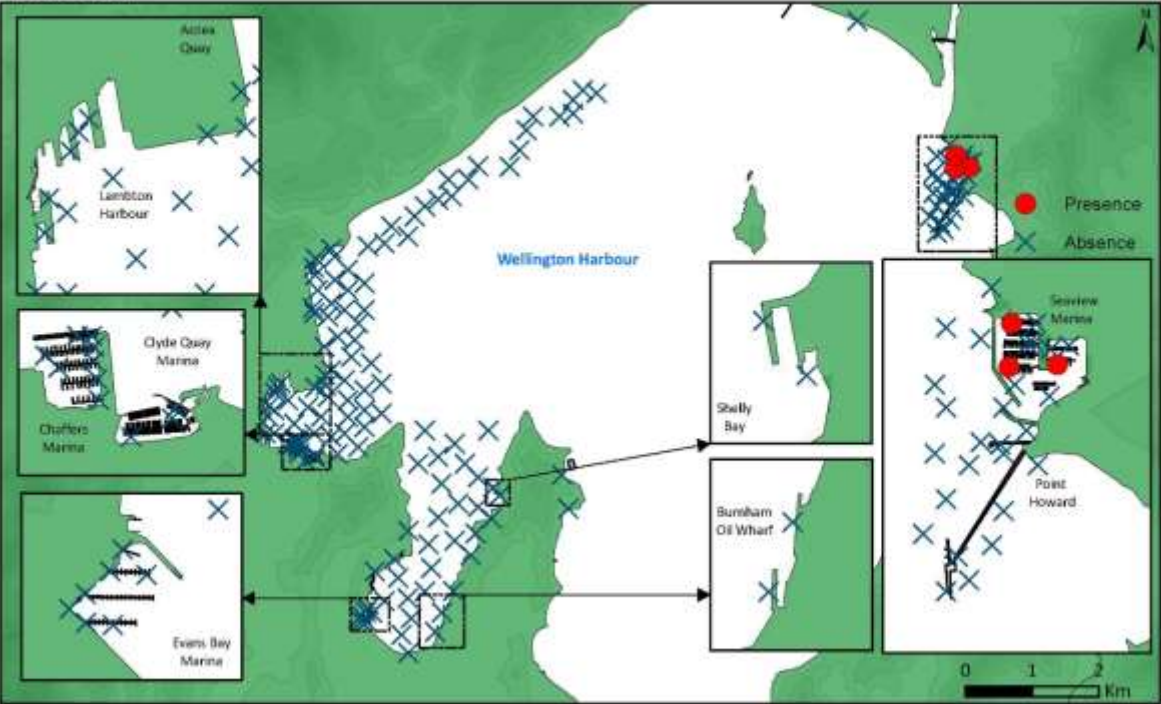 Aotea
Quay
Lambton
Harbour
N
Wellington Harbour
Presence
Absence
Clyde Quay
Marina
Chaffers
Marina
Seaview
Marina
Shelly
Bay
Burnham
Oil Wharf
Point
Howard
Evans Bay
Marina
0 1 2
Km